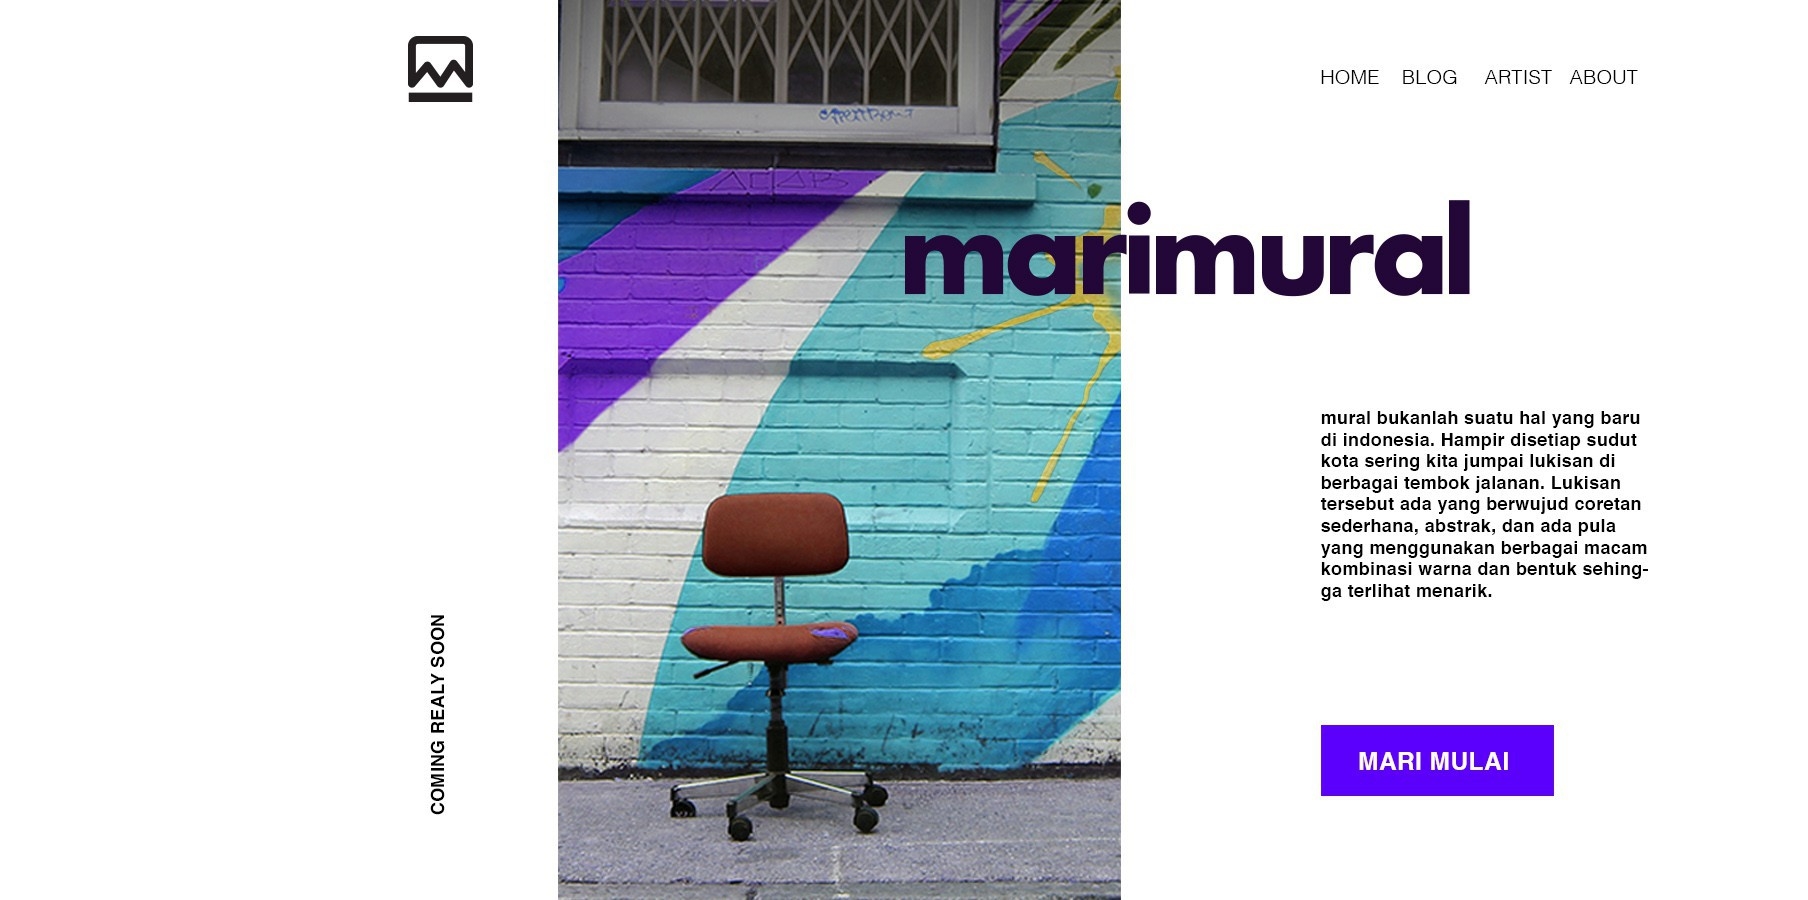 HOME BLOG ARTIST ABOUT
marimural
mural bukanlah suatu hal yang baru
di indonesia. Hampir disetiap sudut
kota sering kita jumpai lukisan di
berbagai tembok jalanan. Lukisan
tersebut ada yang berwujud coretan
sederhana, abstrak, dan ada pula
yang menggunakan berbagai macam
kombinasi warna dan bentuk sehing-
ga terlihat menarik.
COMING REALY SOON
MARI MULAI